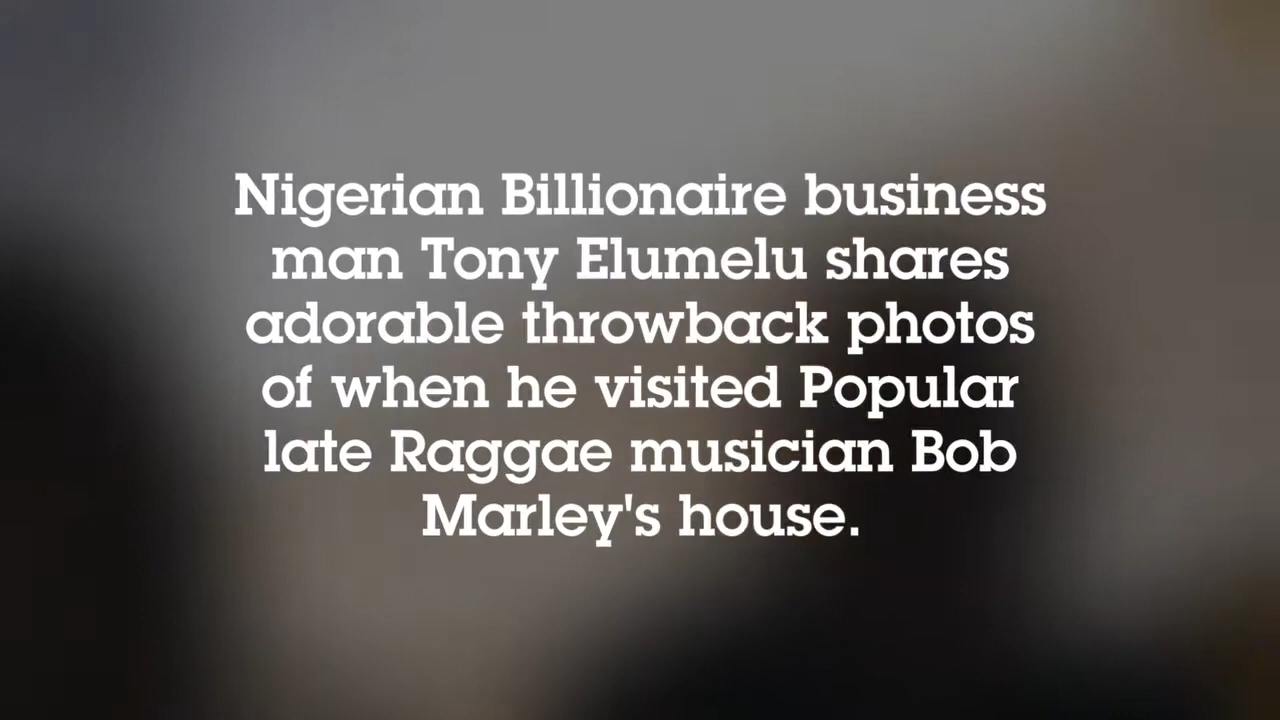 Nigerian Billionaire business
man Tony Elumelu shares
adorable throwback photos
of when he visited Popular
late Raggae musician Bob
Marley's house.